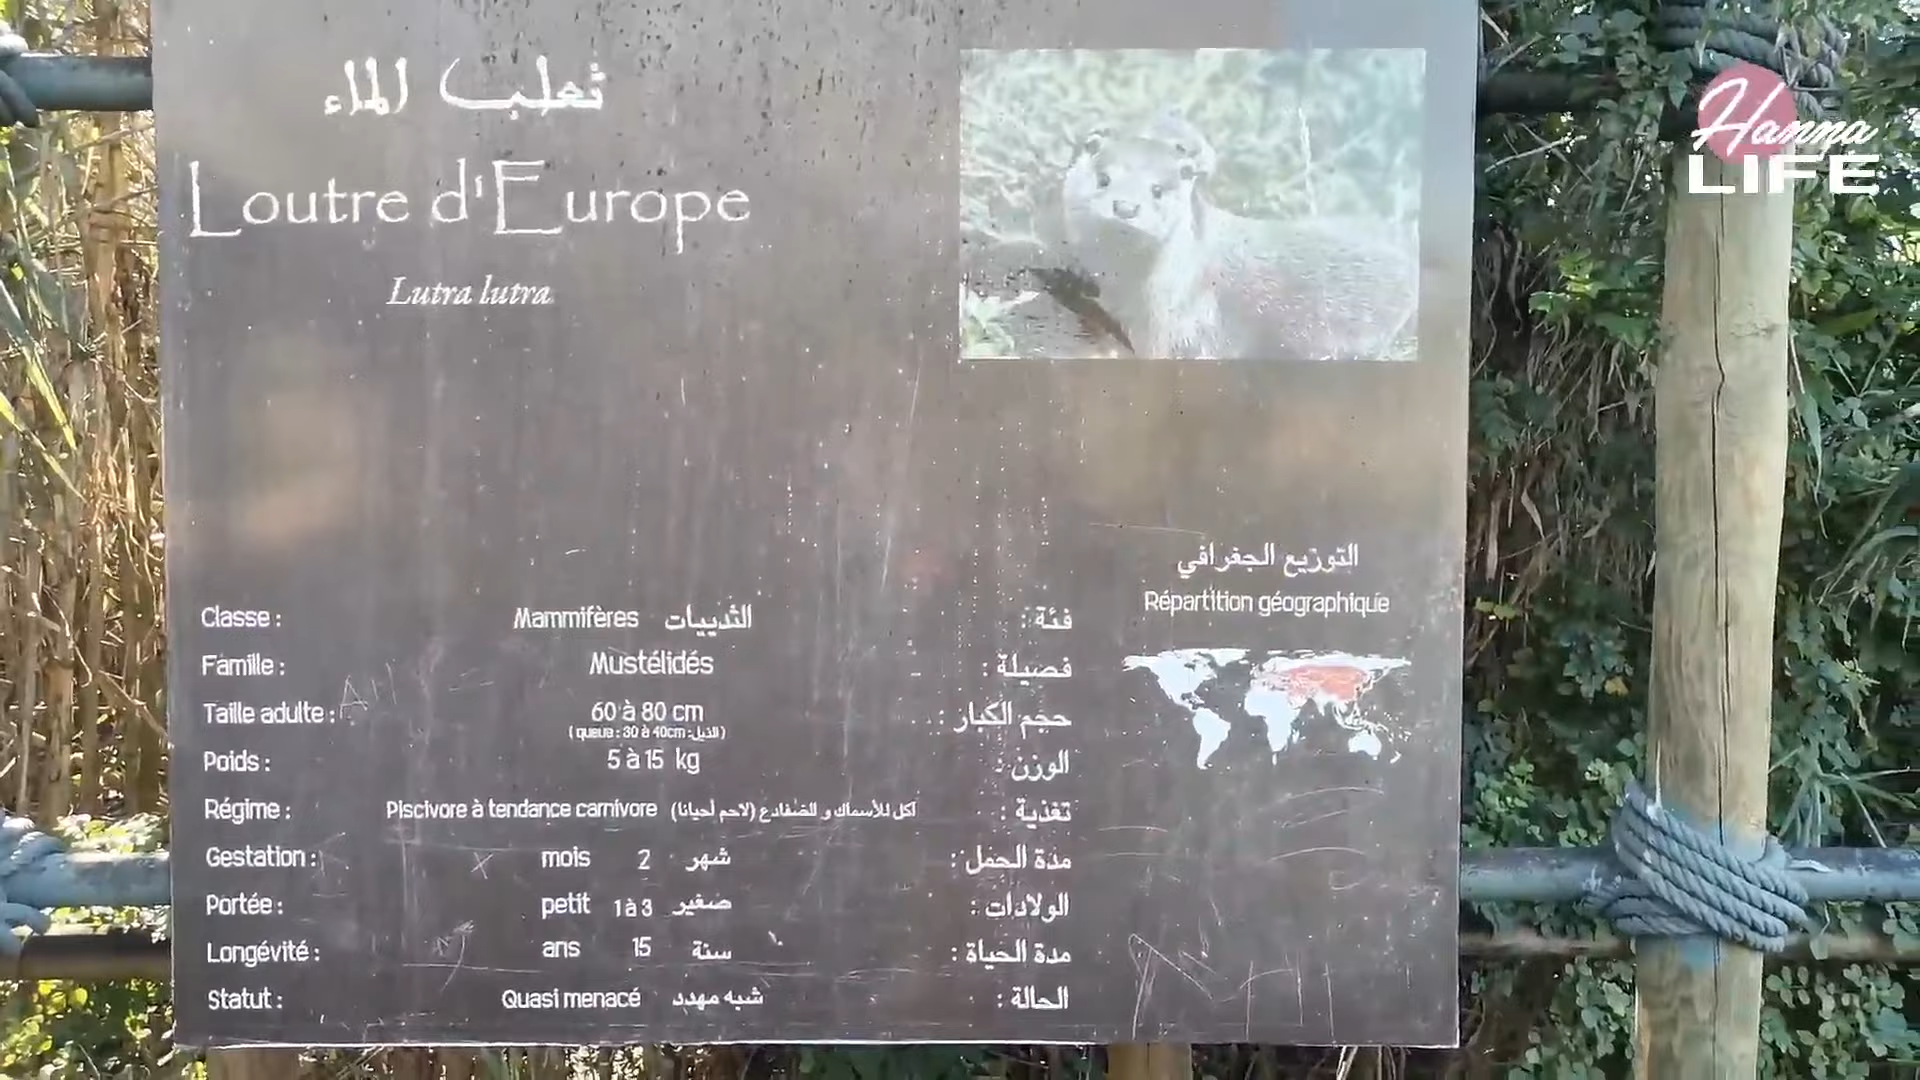 ثعلب الماء
Loutre d'Europe
Lutra lutra
Hanna
LIFE
التوزيع الجغرافي
Répartition géographique
Classe : Mammifères الثدييات فئة :
Famille : Mustélidés فصيلة :
Taille adulte : 60 à 80 cm حجم الكبار :
( queue : 30 à 40cm :الذيل )
Poids : 5 à 15 kg الوزن :
Régime : Piscivore à tendance carnivore آكل للأسماك و الضفادع (لاحم أحيانا) تغذية :
Gestation : mois 2 شهر مدة الحمل :
Portée : petit 1 à 3 صغير الولادات :
Longévité : ans 15 سنة مدة الحياة :
Statut : Quasi menacé شبه مهدد الحالة :